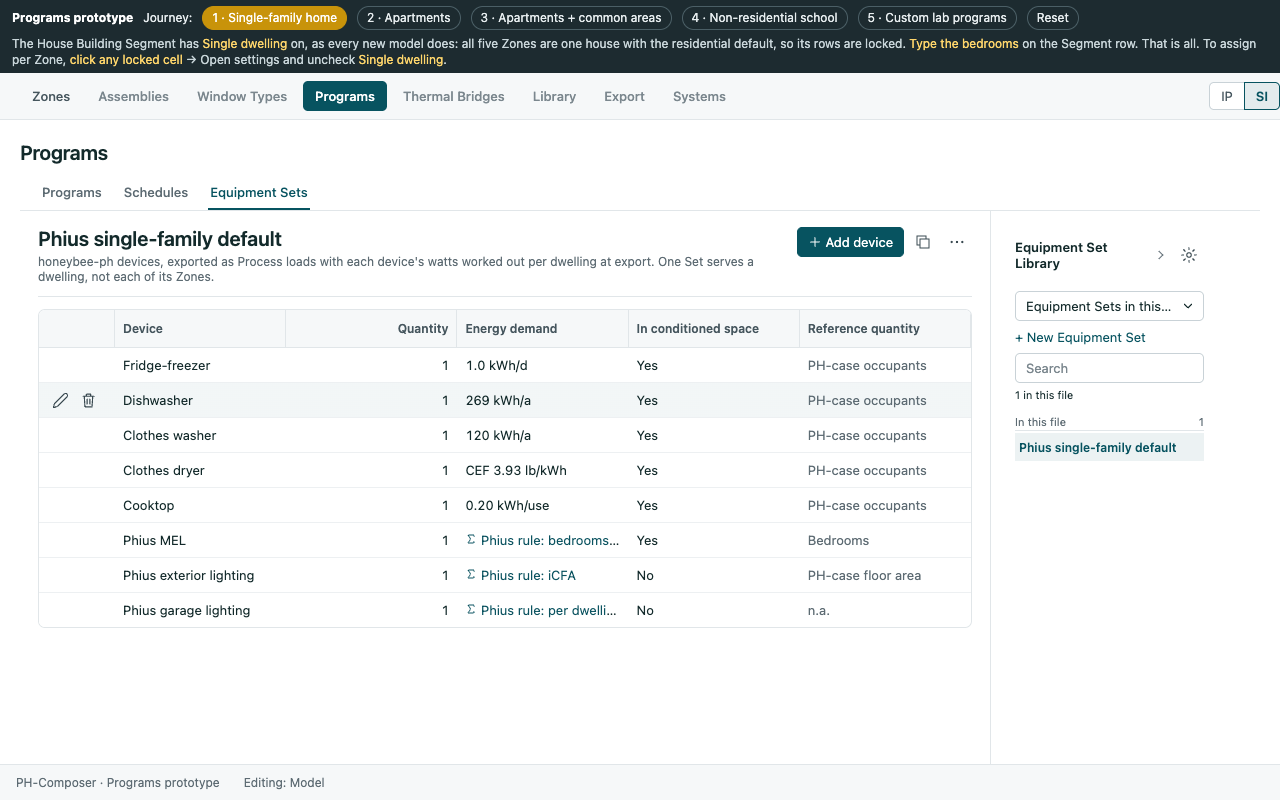 Programs prototype Journey: 1 · Single-family home 2 · Apartments 3 · Apartments + common areas 4 · Non-residential school 5 · Custom lab programs Reset
The House Building Segment has Single dwelling on, as every new model does: all five Zones are one house with the residential default, so its rows are locked. Type the bedrooms on the Segment row. That is all. To assign
per Zone, click any locked cell → Open settings and uncheck Single dwelling.
Zones Assemblies Window Types Programs Thermal Bridges Library Export Systems IP SI
Programs
Programs Schedules Equipment Sets
Phius single-family default
+ Add device
honeybee-ph devices, exported as Process loads with each device's watts worked out per dwelling at export. One Set serves a
dwelling, not each of its Zones.
Device Quantity Energy demand In conditioned space Reference quantity
Fridge-freezer 1 1.0 kWh/d Yes PH-case occupants
Dishwasher 1 269 kWh/a Yes PH-case occupants
Clothes washer 1 120 kWh/a Yes PH-case occupants
Clothes dryer 1 CEF 3.93 lb/kWh Yes PH-case occupants
Cooktop 1 0.20 kWh/use Yes PH-case occupants
Phius MEL 1 Σ Phius rule: bedrooms... Yes Bedrooms
Phius exterior lighting 1 Σ Phius rule: iCFA No PH-case floor area
Phius garage lighting 1 Σ Phius rule: per dwelli... No n.a.
Equipment Set
Library
Equipment Sets in this...
+ New Equipment Set
Search
1 in this file
In this file 1
Phius single-family default
PH-Composer · Programs prototype Editing: Model